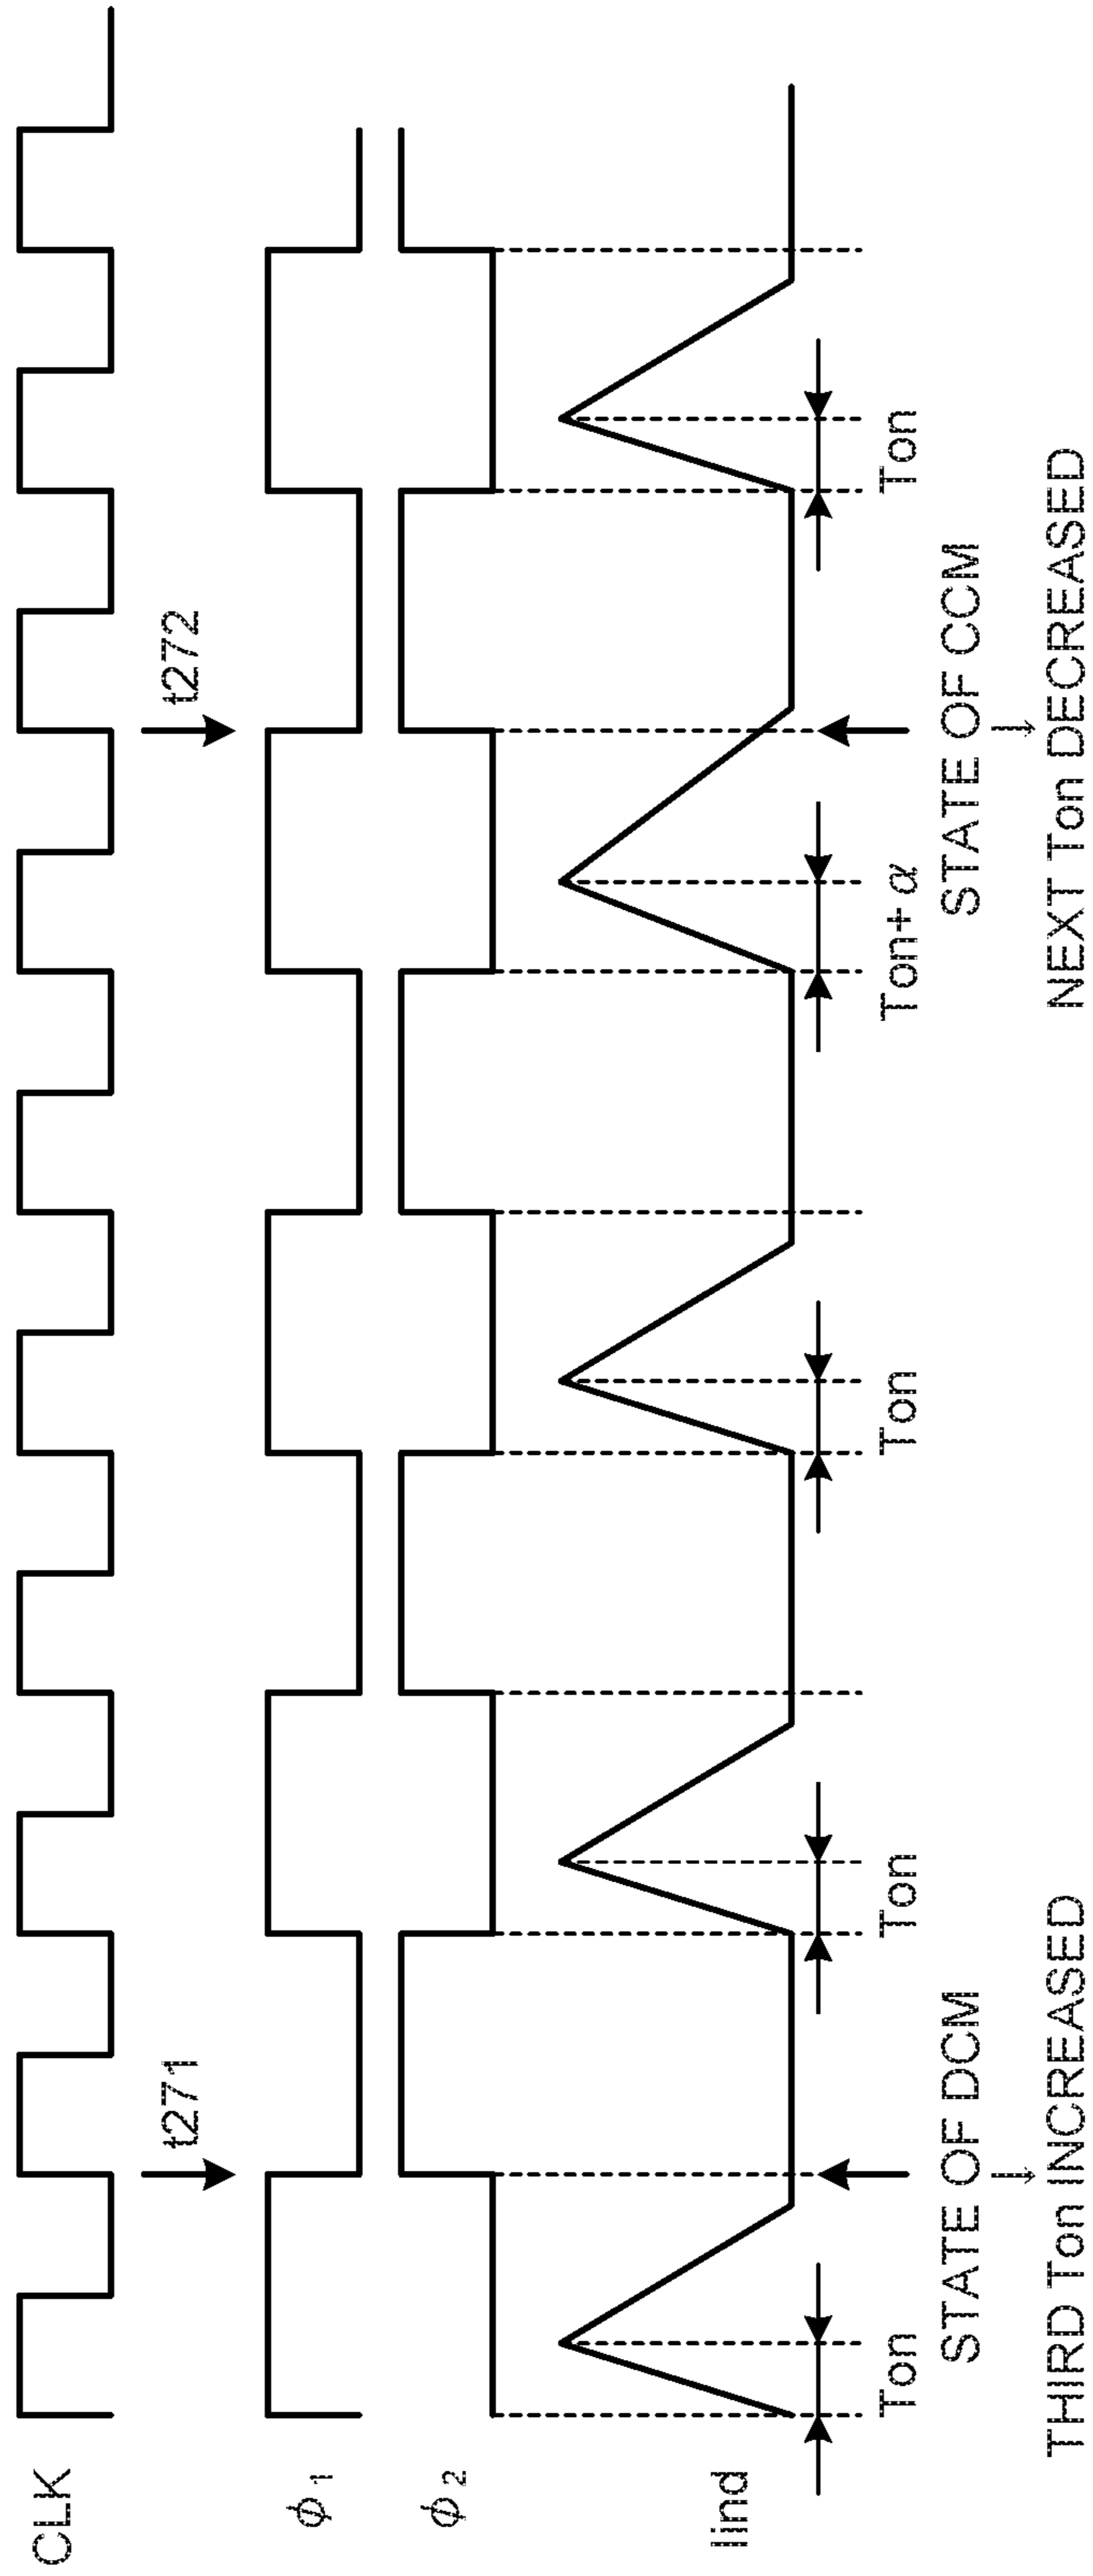 CLK
t271
t272
ϕ1
ϕ2
Iind
Ton
Ton
Ton
Ton+α
Ton
STATE OF DCM
↓
THIRD Ton INCREASED
STATE OF CCM
↓
NEXT Ton DECREASED